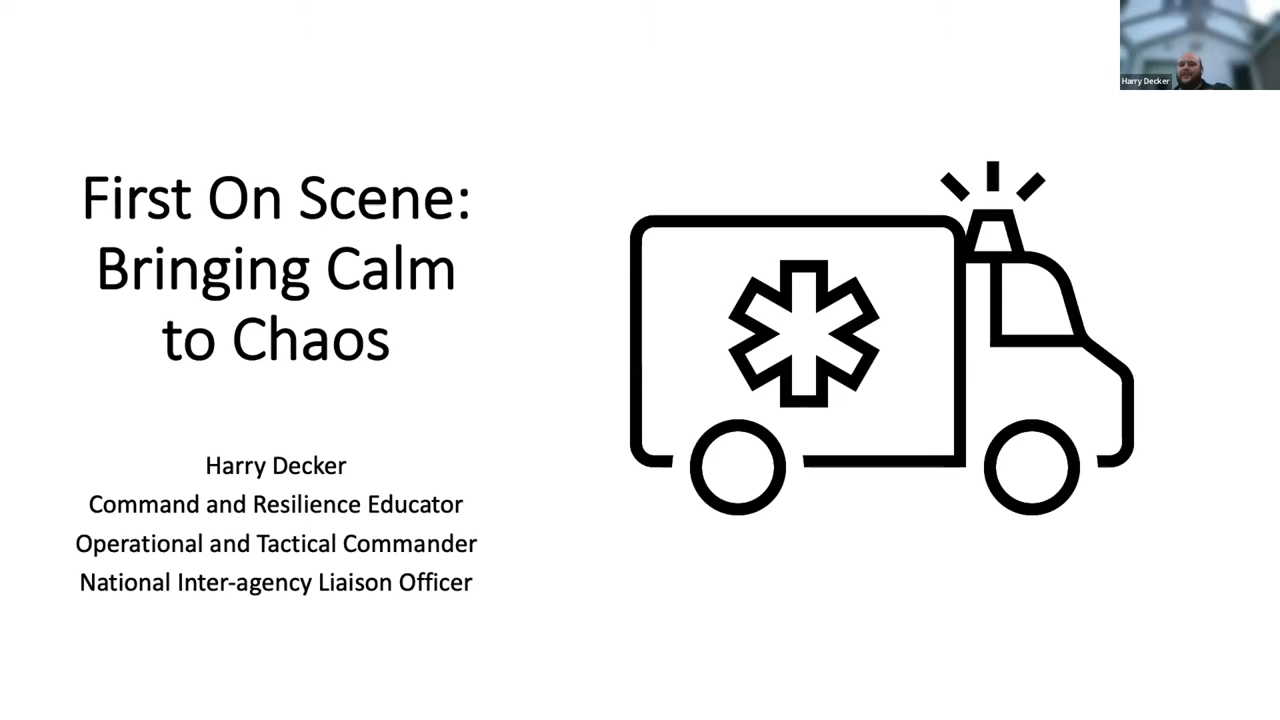 Harry Decker
First On Scene:
Bringing Calm
to Chaos
Harry Decker
Command and Resilience Educator
Operational and Tactical Commander
National Inter-agency Liaison Officer